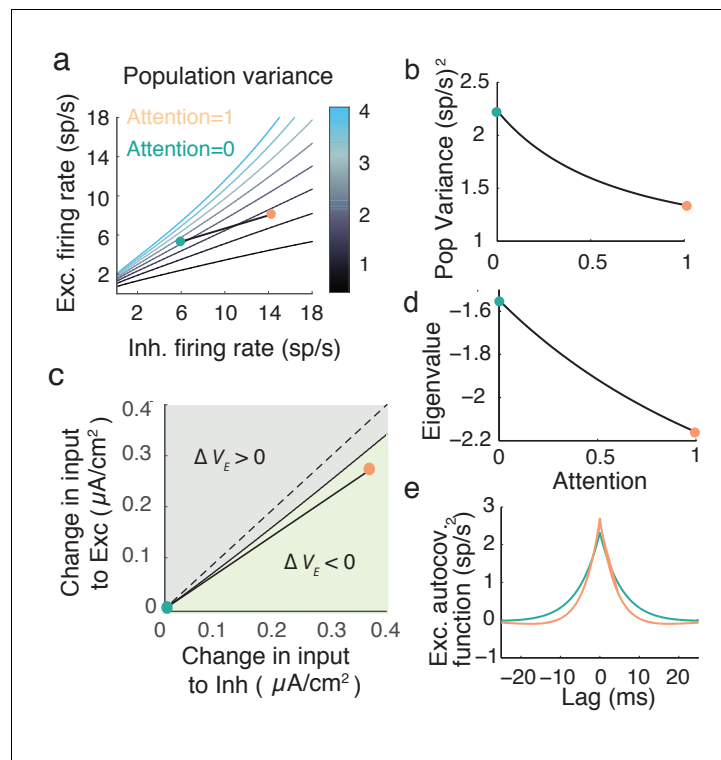 a
Population variance
Exc. firing rate (sp/s)
18
14
10
6
2
Attention=1
Attention=0
2 6 10 14 18
Inh. firing rate (sp/s)
4
3
2
1
b
Pop Variance (sp/s)²
2.5
2
1.5
1
0 0.5 1
c
Change in input
to Exc (μA/cm²)
0.4
0.3
0.2
0.1
0
Δ V_E > 0
Δ V_E < 0
0 0.1 0.2 0.3 0.4
Change in input
to Inh ( μA/cm²)
d
Eigenvalue
−1.6
−2
−2.2
0 0.5 1
Attention
e
Exc. autocov.
function (sp/s²)
3
2
1
0
−1
−20 −10 0 10 20
Lag (ms)